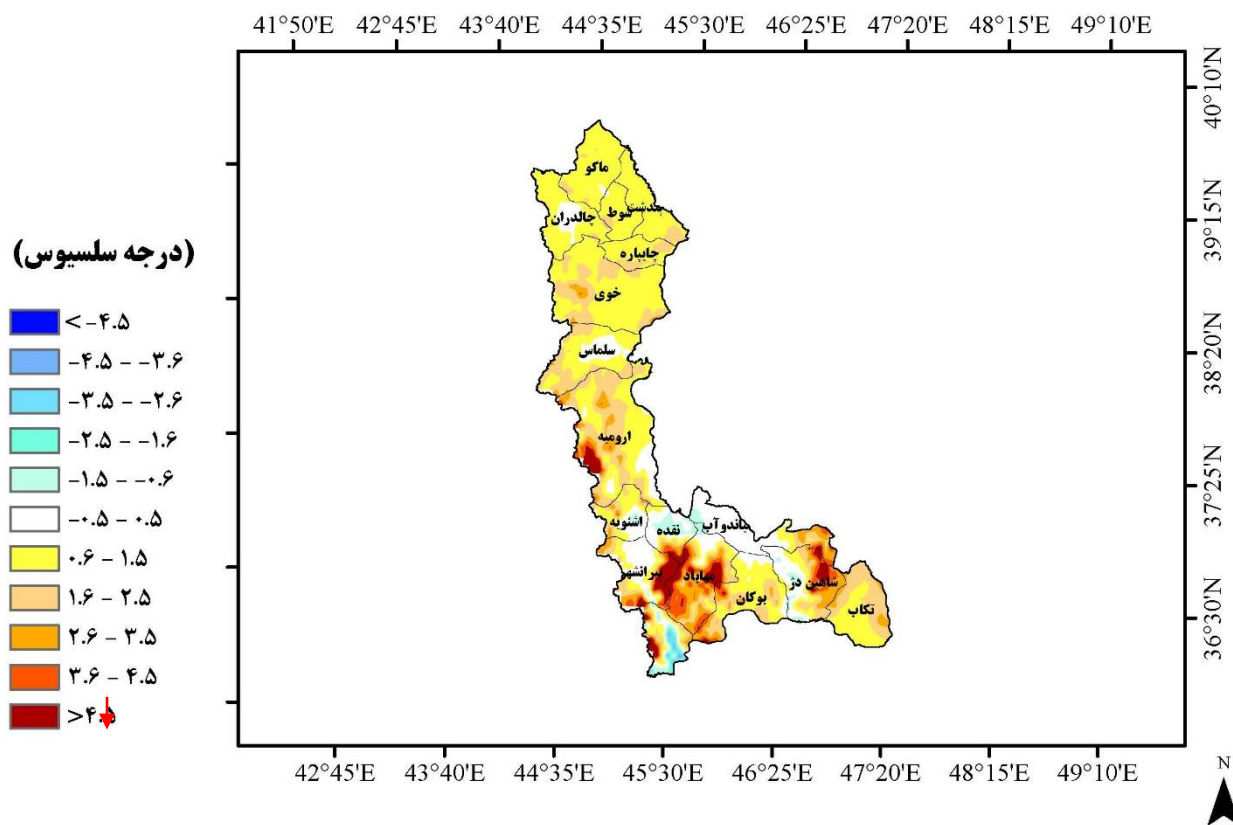 41°50'E 42°45'E 43°40'E 44°35'E 45°30'E 46°25'E 47°20'E 48°15'E 49°10'E
40°10'N
39°15'N
38°20'N
37°25'N
36°30'N
(درجه سلسیوس)
< -۴.۵
-۴.۵ - -۳.۶
-۳.۵ - -۲.۶
-۲.۵ - -۱.۶
-۱.۵ - -۰.۶
-۰.۵ - ۰.۵
۰.۶ - ۱.۵
۱.۶ - ۲.۵
۲.۶ - ۳.۵
۳.۶ - ۴.۵
>۴.۵
ماکو
پلدشت
شوط
چالدران
چایپاره
خوی
سلماس
ارومیه
اشنویه
نقده
میاندوآب
پیرانشهر
مهاباد
بوکان
شاهین دژ
تکاب
42°45'E 43°40'E 44°35'E 45°30'E 46°25'E 47°20'E 48°15'E 49°10'E
N